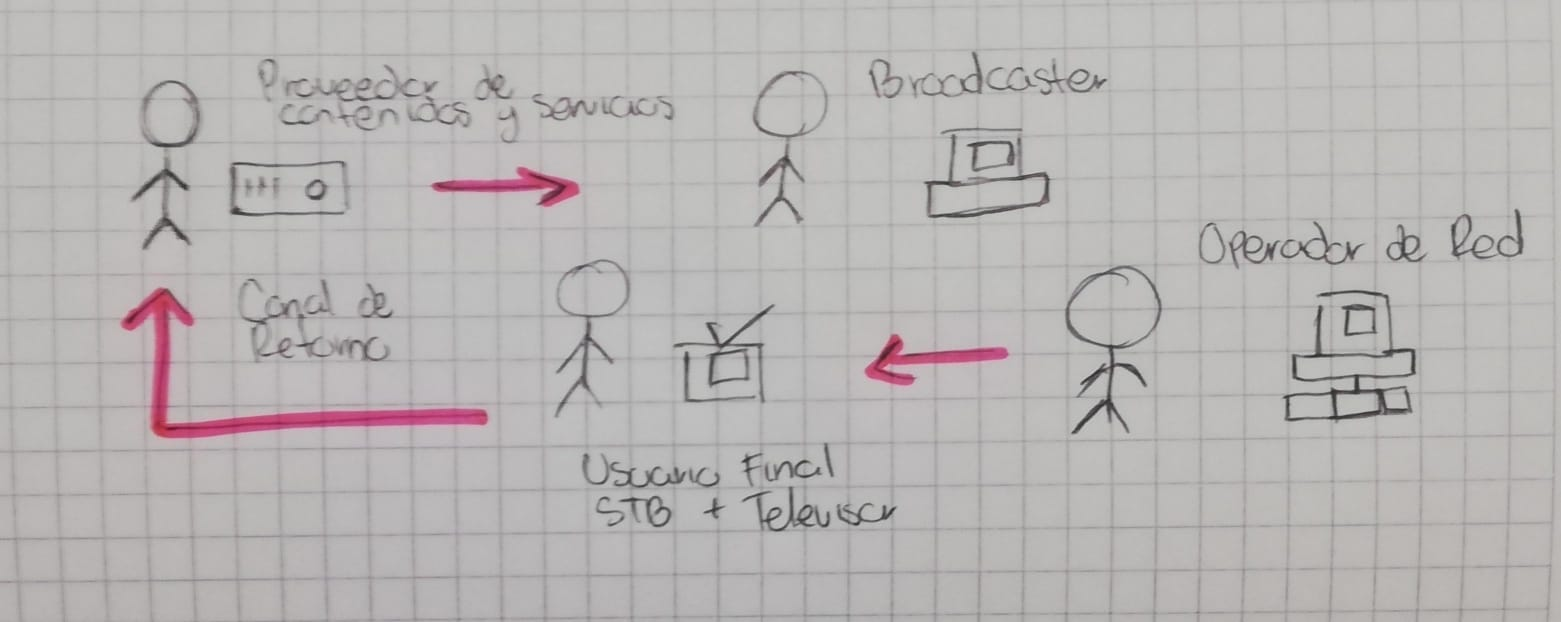 Proveedor de
contenidos y servicios
Broadcaster
Operador de Red
Canal de
Retorno
Usuario Final
STB + Televisor